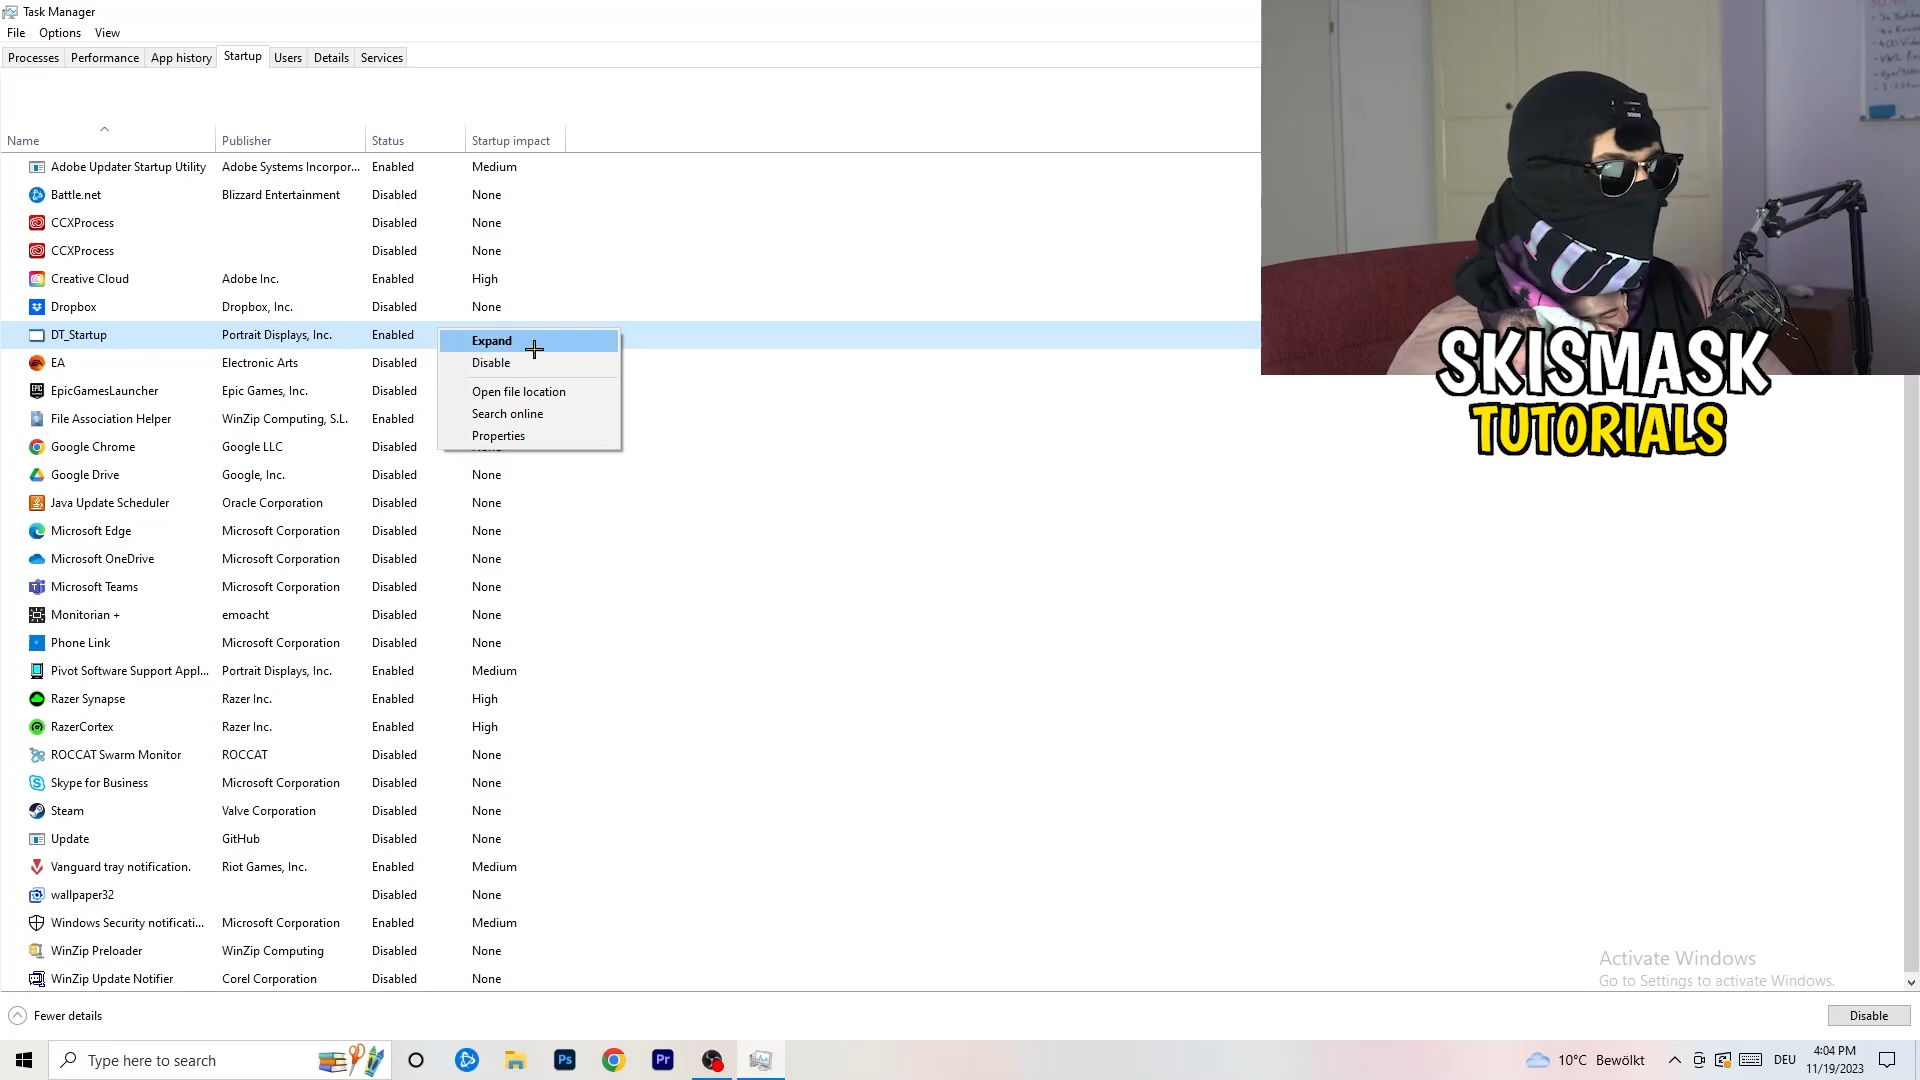 Task Manager
File Options View
Processes Performance App history Startup Users Details Services
Name Publisher Status Startup impact
Adobe Updater Startup Utility Adobe Systems Incorpor... Enabled Medium
Battle.net Blizzard Entertainment Disabled None
CCXProcess Disabled None
CCXProcess Disabled None
Creative Cloud Adobe Inc. Enabled High
Dropbox Dropbox, Inc. Disabled None
DT_Startup Portrait Displays, Inc. Enabled
EA Electronic Arts Disabled
EpicGamesLauncher Epic Games, Inc. Disabled
File Association Helper WinZip Computing, S.L. Enabled
Google Chrome Google LLC Disabled
Google Drive Google, Inc. Disabled None
Java Update Scheduler Oracle Corporation Disabled None
Microsoft Edge Microsoft Corporation Disabled None
Microsoft OneDrive Microsoft Corporation Disabled None
Microsoft Teams Microsoft Corporation Disabled None
Monitorian + emoacht Disabled None
Phone Link Microsoft Corporation Disabled None
Pivot Software Support Appl... Portrait Displays, Inc. Enabled Medium
Razer Synapse Razer Inc. Enabled High
RazerCortex Razer Inc. Enabled High
ROCCAT Swarm Monitor ROCCAT Disabled None
Skype for Business Microsoft Corporation Disabled None
Steam Valve Corporation Disabled None
Update GitHub Disabled None
Vanguard tray notification. Riot Games, Inc. Enabled Medium
wallpaper32 Disabled None
Windows Security notificati... Microsoft Corporation Enabled Medium
WinZip Preloader WinZip Computing Disabled None
WinZip Update Notifier Corel Corporation Disabled None
Expand
Disable
Open file location
Search online
Properties
SKISMASK
TUTORIALS
Activate Windows
Go to Settings to activate Windows.
Fewer details
Disable
Type here to search
Ps
Pr
10°C Bewölkt
DEU
4:04 PM
11/19/2023